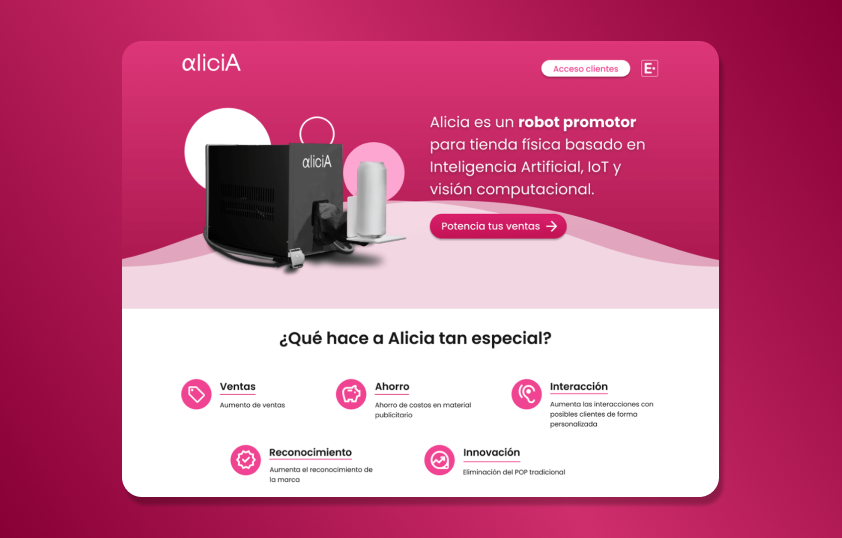 αliciA
Acceso clientes
E
Alicia es un robot promotor
para tienda física basado en
Inteligencia Artificial, IoT y
visión computacional.
αliciA
Potencia tus ventas
¿Qué hace a Alicia tan especial?
Ventas
Aumento de ventas
Ahorro
Ahorro de costos en material
publicitario
Interacción
Aumenta las interacciones con
posibles clientes de forma
personalizada
Reconocimiento
Aumenta el reconocimiento de
la marca
Innovación
Eliminación del POP tradicional